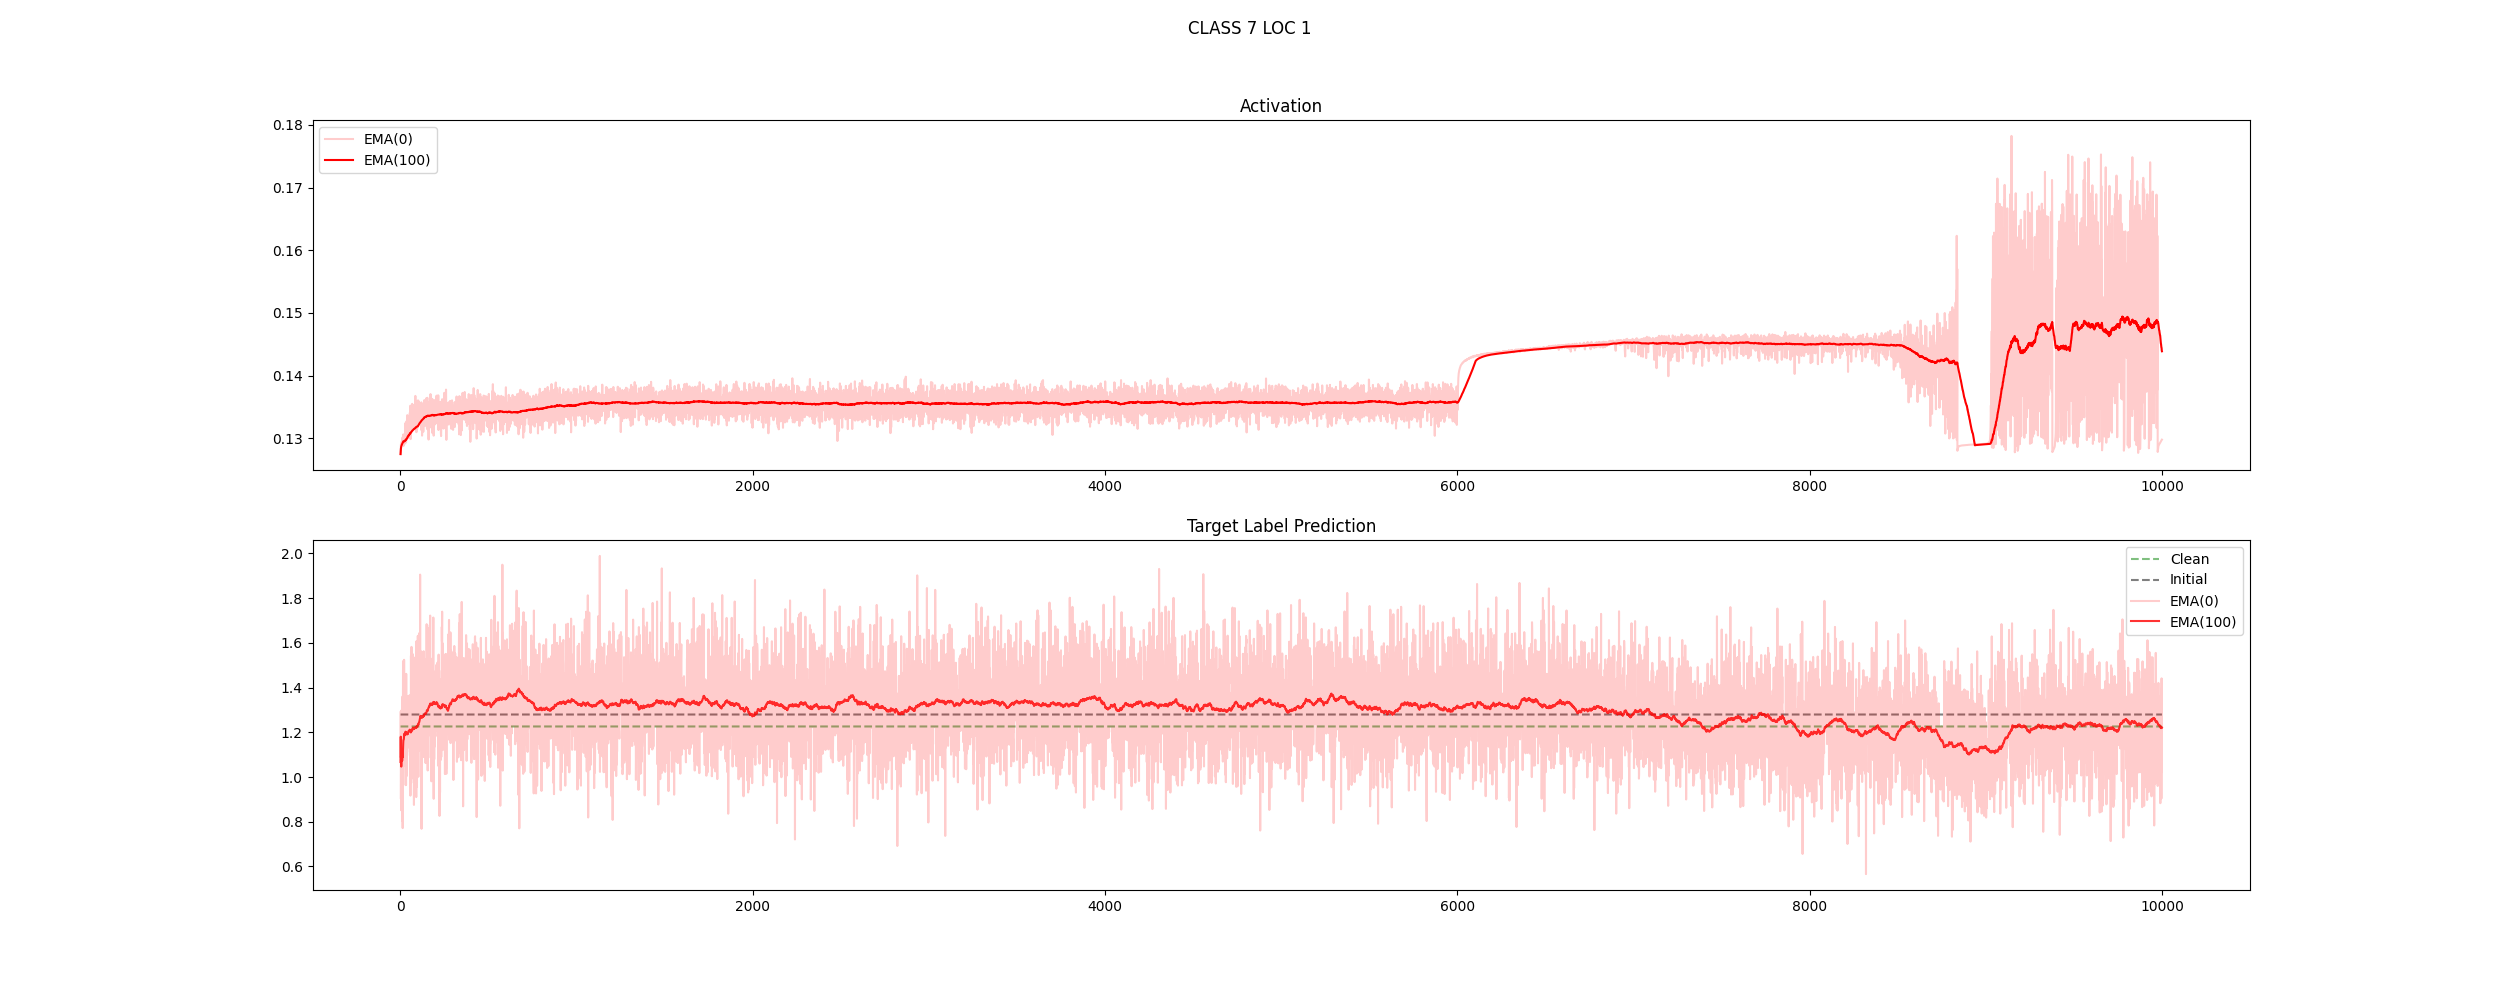 CLASS 7 LOC 1
Activation
EMA(0)
EMA(100)
0.18
0.17
0.16
0.15
0.14
0.13
0 2000 4000 6000 8000 10000
Target Label Prediction
Clean
Initial
EMA(0)
EMA(100)
2.0
1.8
1.6
1.4
1.2
1.0
0.8
0.6
0 2000 4000 6000 8000 10000